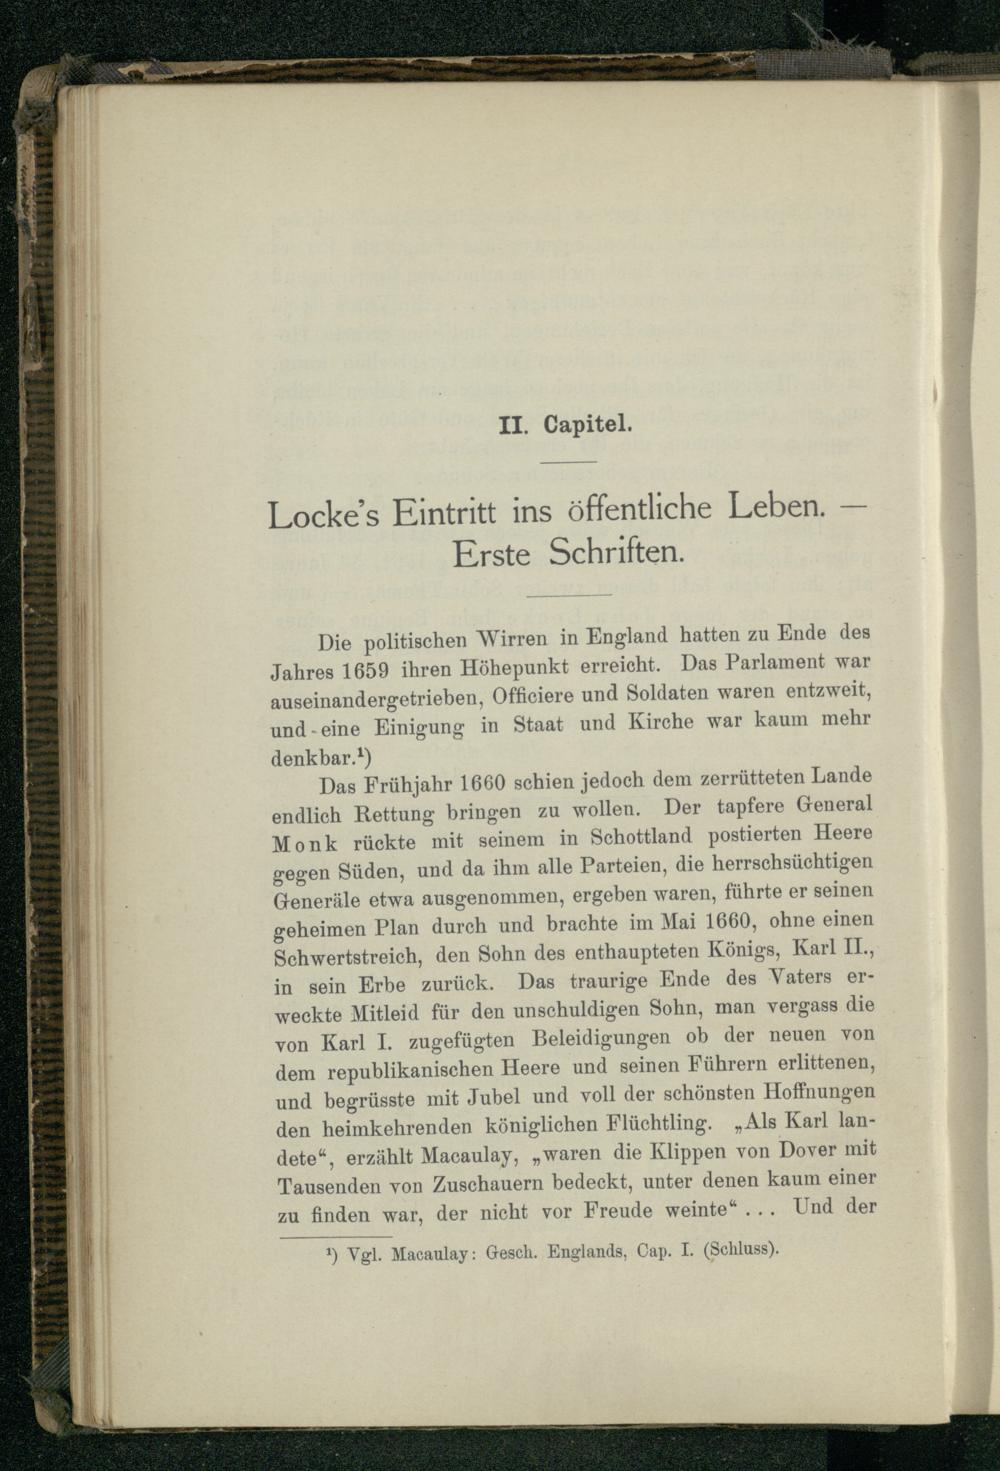 II. Capitel.
Locke's Eintritt ins öffentliche Leben. —
Erste Schriften.
Die politischen Wirren in England hatten zu Ende des
Jahres 1659 ihren Höhepunkt erreicht. Das Parlament war
auseinandergetrieben, Officiere und Soldaten waren entzweit,
und eine Einigung in Staat und Kirche war kaum mehr
denkbar.¹)
Das Frühjahr 1660 schien jedoch dem zerrütteten Lande
endlich Rettung bringen zu wollen. Der tapfere General
Monk rückte mit seinem in Schottland postierten Heere
gegen Süden, und da ihm alle Parteien, die herrschsüchtigen
Generäle etwa ausgenommen, ergeben waren, führte er seinen
geheimen Plan durch und brachte im Mai 1660, ohne einen
Schwertstreich, den Sohn des enthaupteten Königs, Karl II.,
in sein Erbe zurück. Das traurige Ende des Vaters er-
weckte Mitleid für den unschuldigen Sohn, man vergass die
von Karl I. zugefügten Beleidigungen ob der neuen von
dem republikanischen Heere und seinen Führern erlittenen,
und begrüsste mit Jubel und voll der schönsten Hoffnungen
den heimkehrenden königlichen Flüchtling. „Als Karl lan-
dete“, erzählt Macaulay, „waren die Klippen von Dover mit
Tausenden von Zuschauern bedeckt, unter denen kaum einer
zu finden war, der nicht vor Freude weinte“ ... Und der
¹) Vgl. Macaulay: Gesch. Englands, Cap. I. (Schluss).